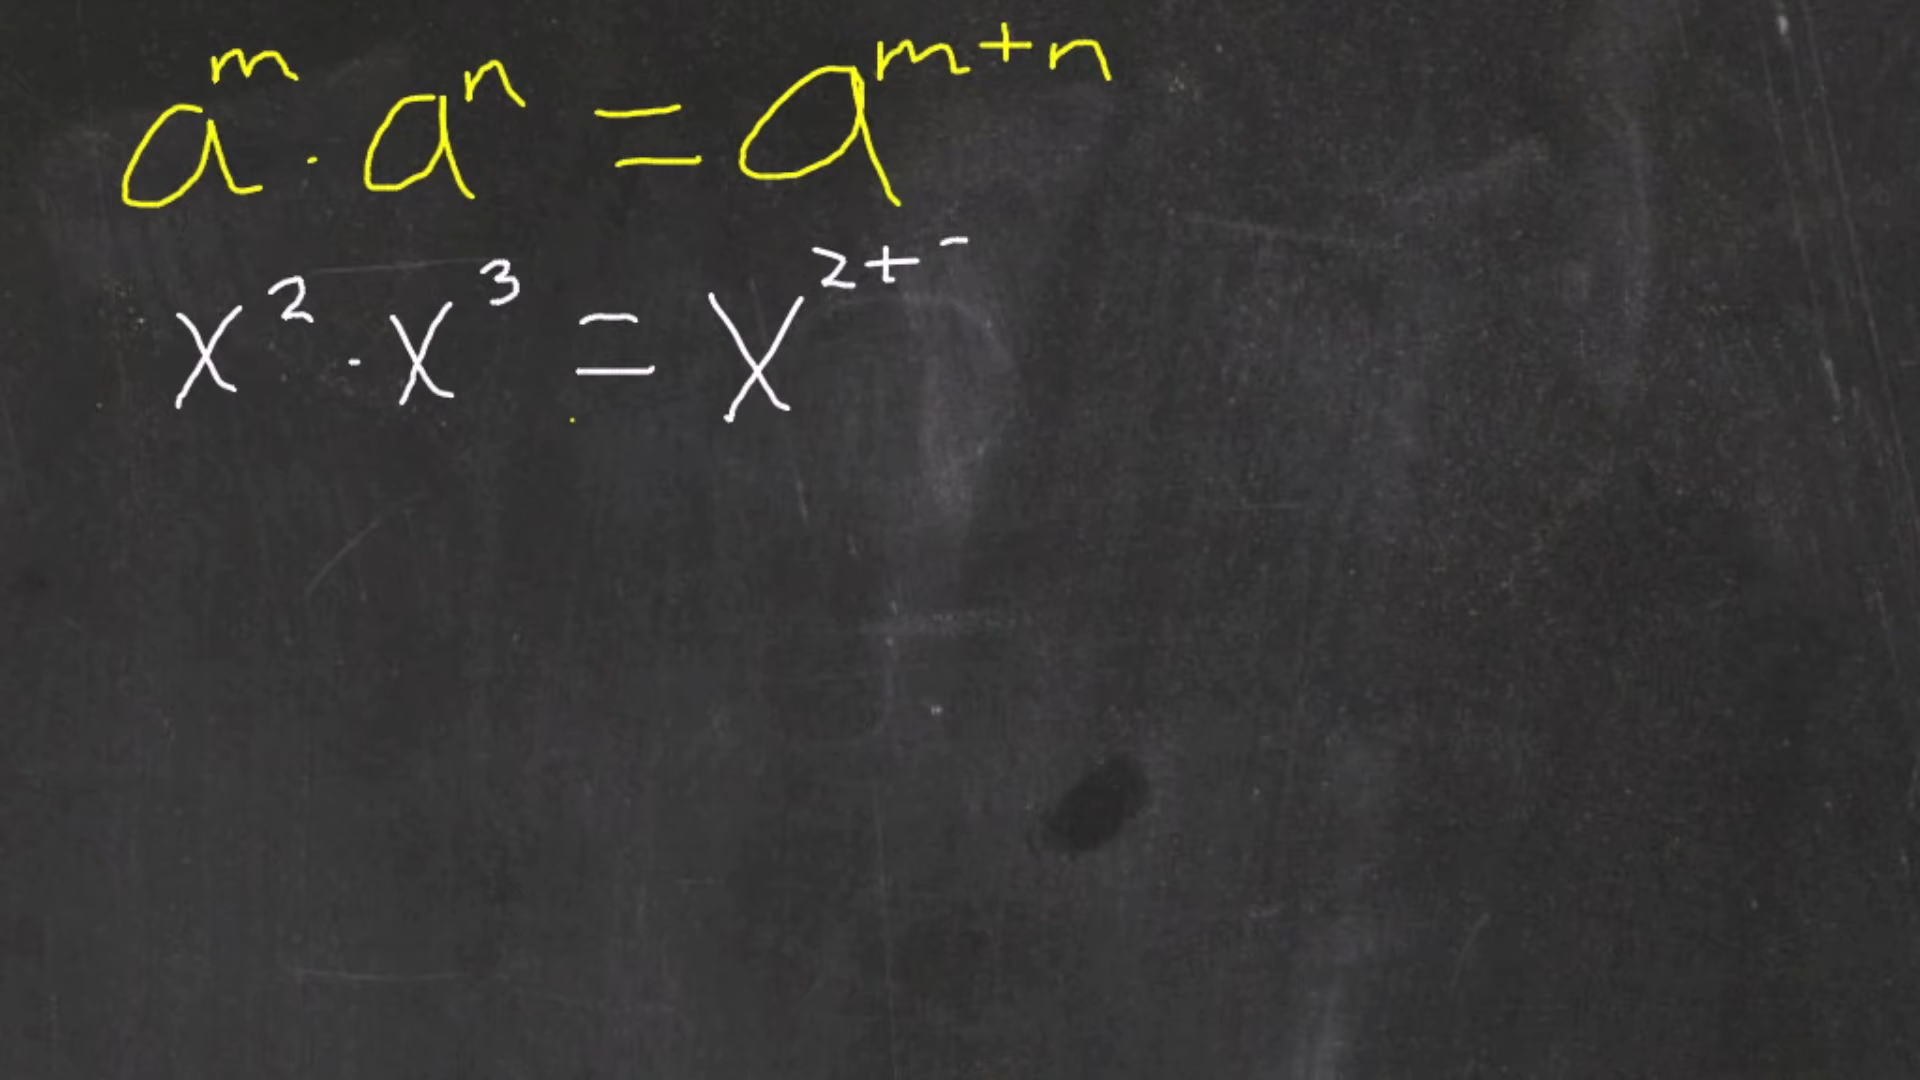 a^m · a^n = a^{m+n}
x^2 · x^3 = x^{2+